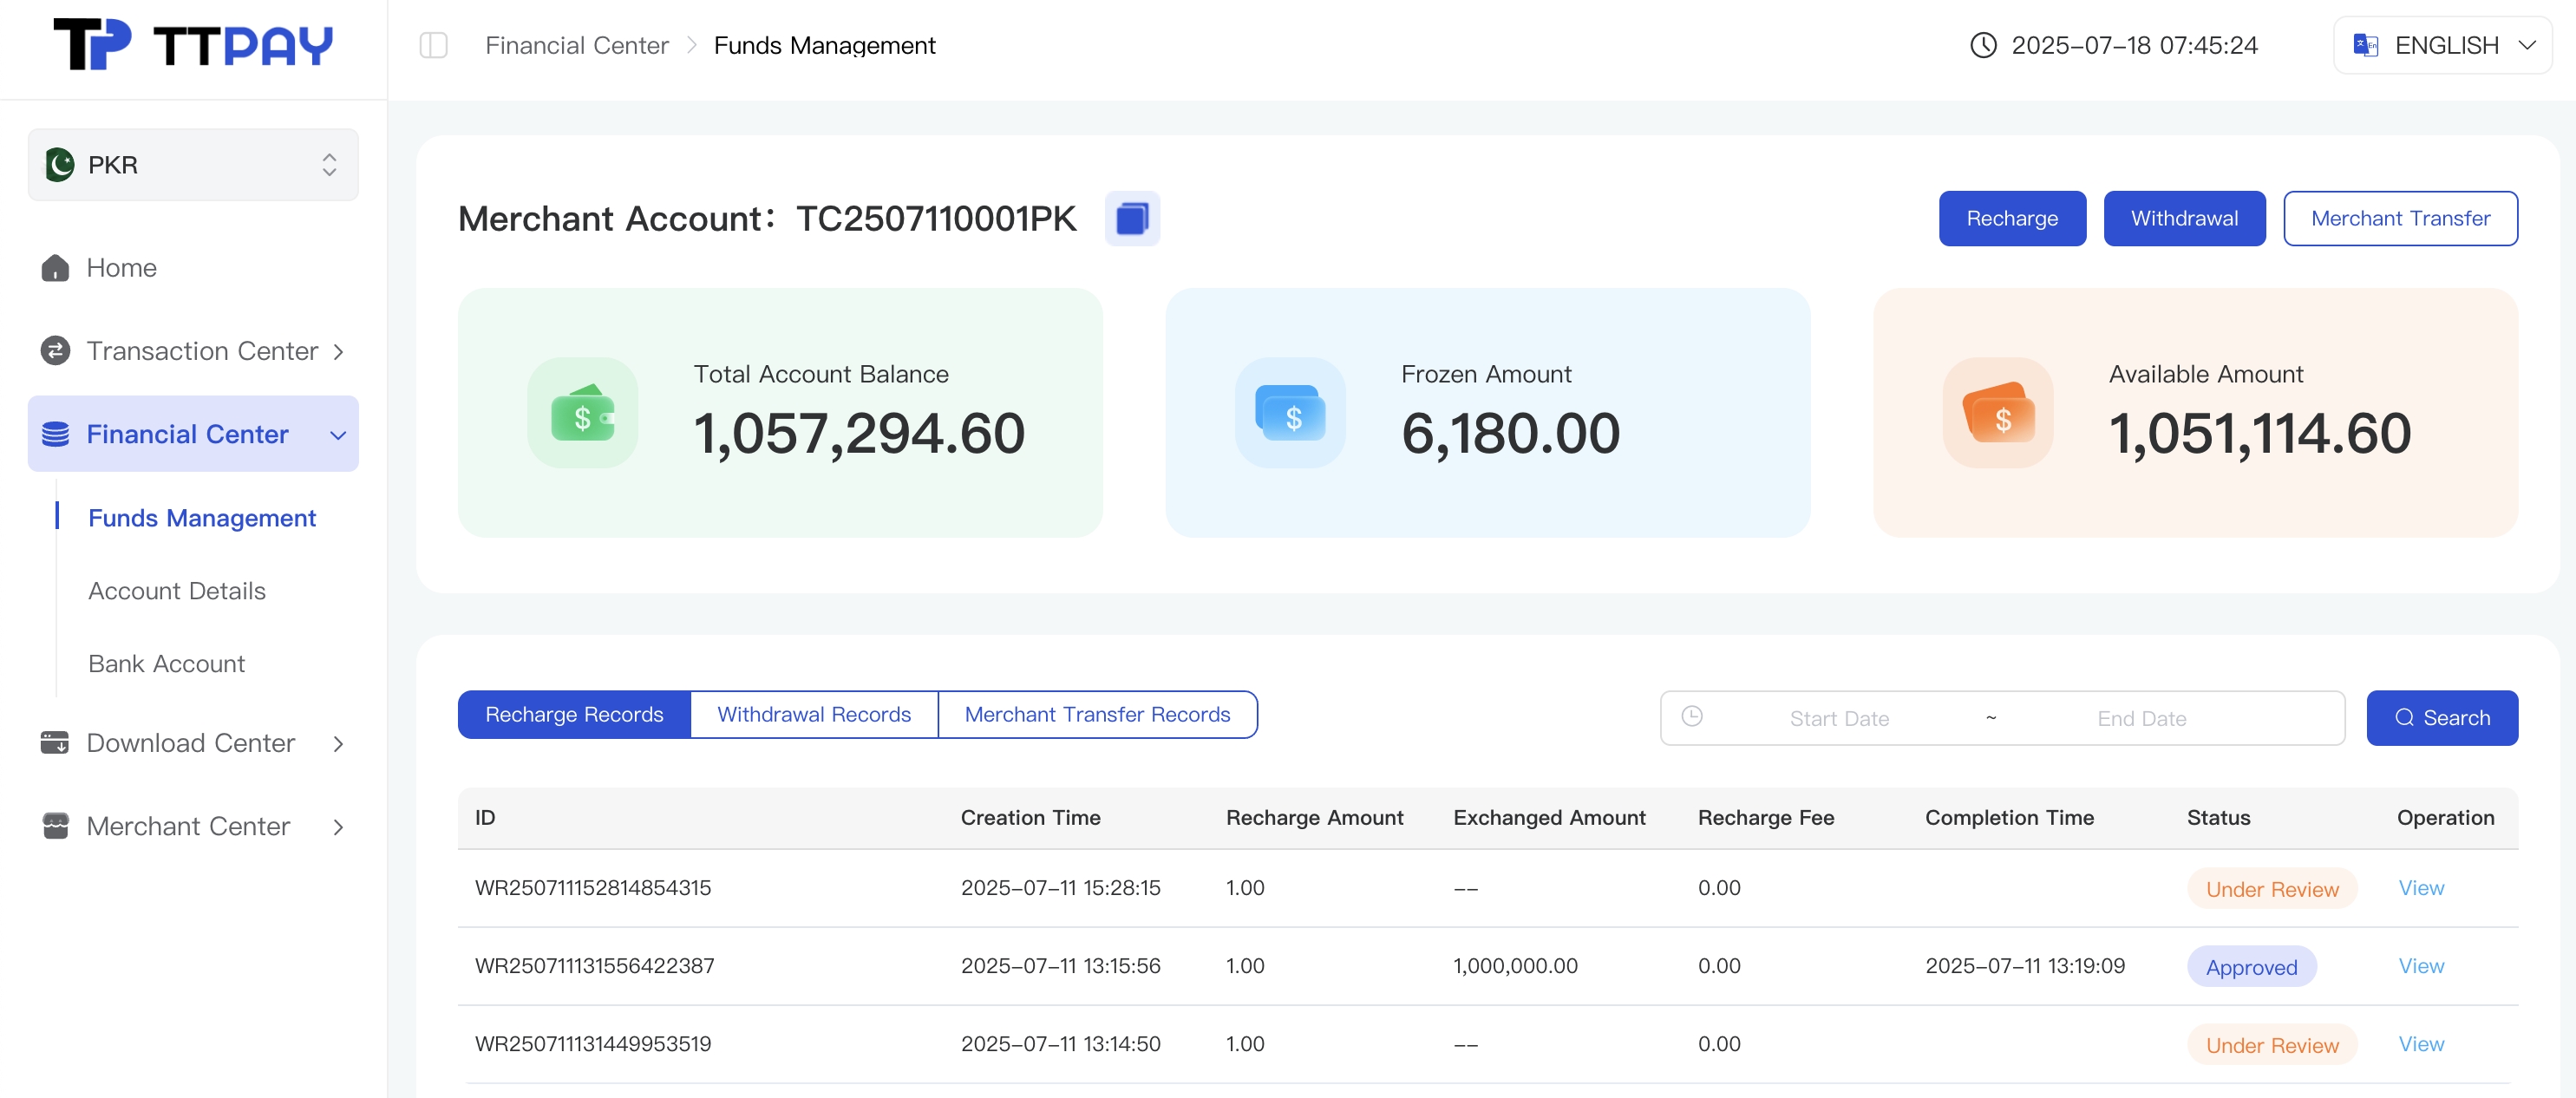 TP TTPAY
Financial Center > Funds Management
2025-07-18 07:45:24
ENGLISH
PKR
Home
Transaction Center
Financial Center
Funds Management
Account Details
Bank Account
Download Center
Merchant Center
Merchant Account： TC2507110001PK
Recharge
Withdrawal
Merchant Transfer
Total Account Balance
1,057,294.60
Frozen Amount
6,180.00
Available Amount
1,051,114.60
Recharge Records Withdrawal Records Merchant Transfer Records
Start Date ~ End Date
Search
ID Creation Time Recharge Amount Exchanged Amount Recharge Fee Completion Time Status Operation
WR250711152814854315 2025-07-11 15:28:15 1.00 -- 0.00 Under Review View
WR250711131556422387 2025-07-11 13:15:56 1.00 1,000,000.00 0.00 2025-07-11 13:19:09 Approved View
WR250711131449953519 2025-07-11 13:14:50 1.00 -- 0.00 Under Review View